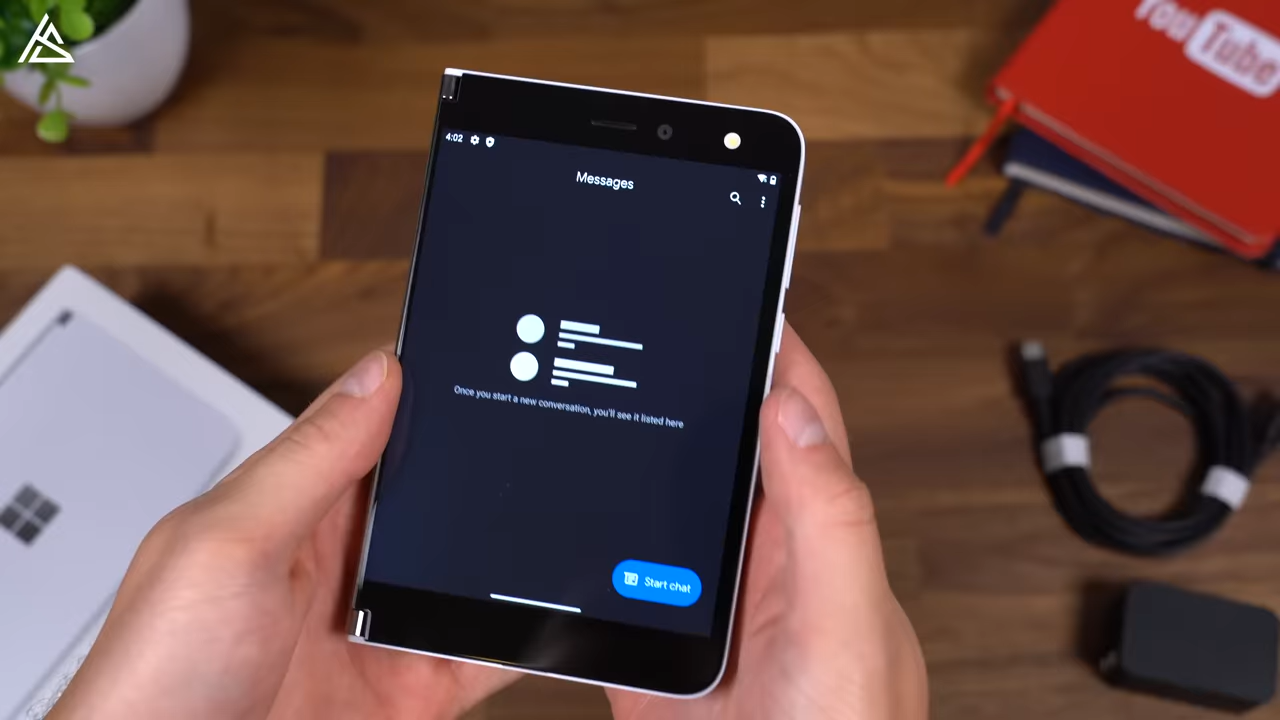 YouTube
4:02
Messages
Once you start a new conversation, you'll see it listed here
Start chat